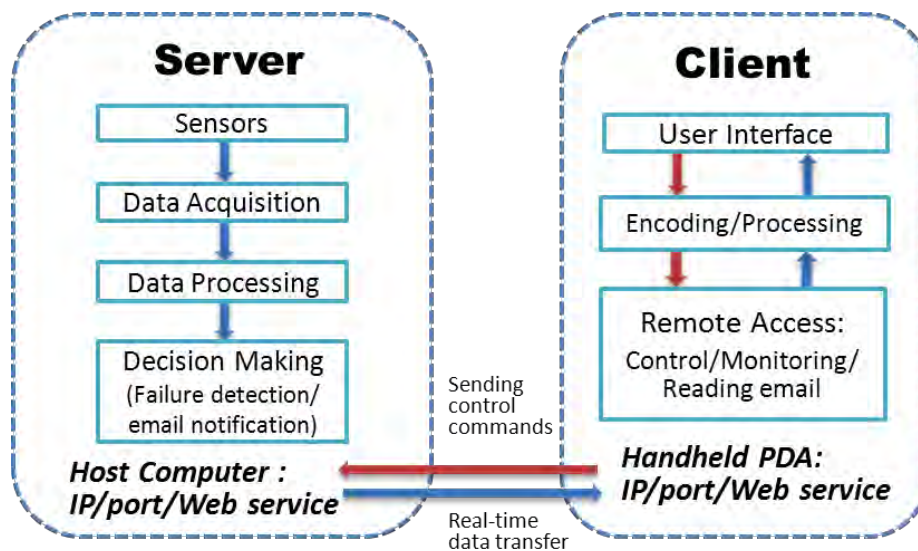 Server
Sensors
Data Acquisition
Data Processing
Decision Making
(Failure detection/
email notification)
Host Computer :
IP/port/Web service
Sending
control
commands
Real-time
data transfer
Client
User Interface
Encoding/Processing
Remote Access:
Control/Monitoring/
Reading email
Handheld PDA:
IP/port/Web service